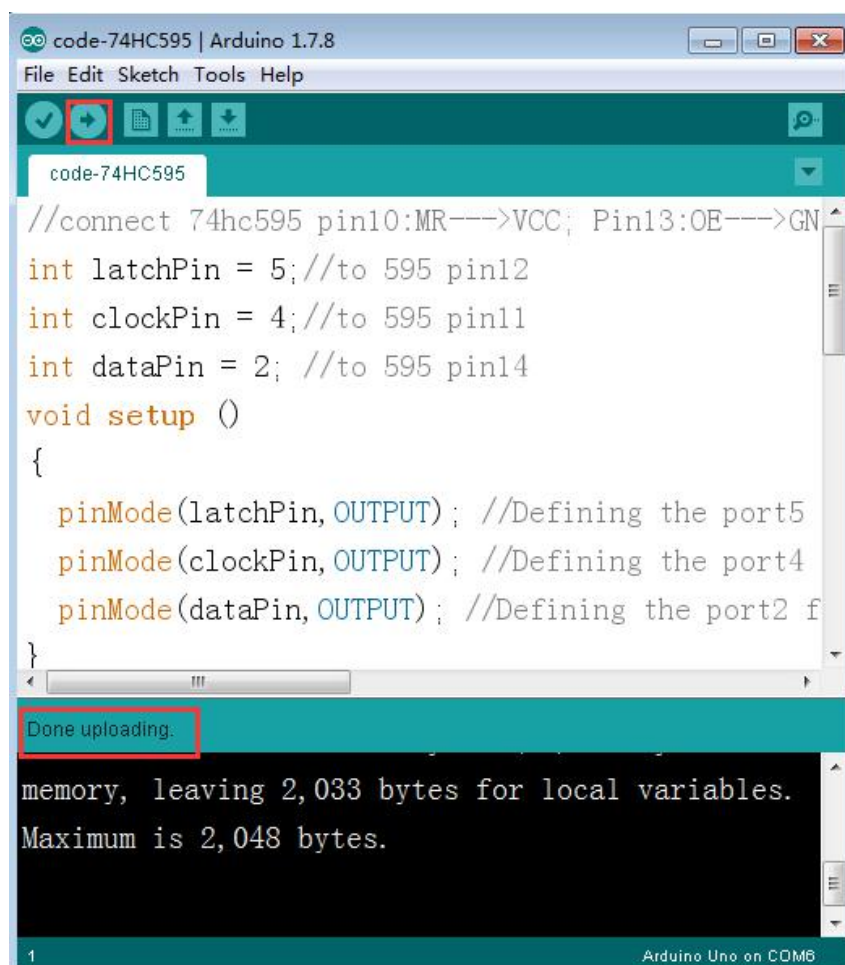 code-74HC595 | Arduino 1.7.8
File Edit Sketch Tools Help
code-74HC595
//connect 74hc595 pin10:MR--->VCC; Pin13:OE--->GN
int latchPin = 5;//to 595 pin12
int clockPin = 4;//to 595 pin11
int dataPin = 2; //to 595 pin14
void setup ()
{
pinMode(latchPin,OUTPUT); //Defining the port5
pinMode(clockPin,OUTPUT); //Defining the port4
pinMode(dataPin,OUTPUT); //Defining the port2 f
}
Done uploading.
memory, leaving 2,033 bytes for local variables.
Maximum is 2,048 bytes.
1 Arduino Uno on COM6